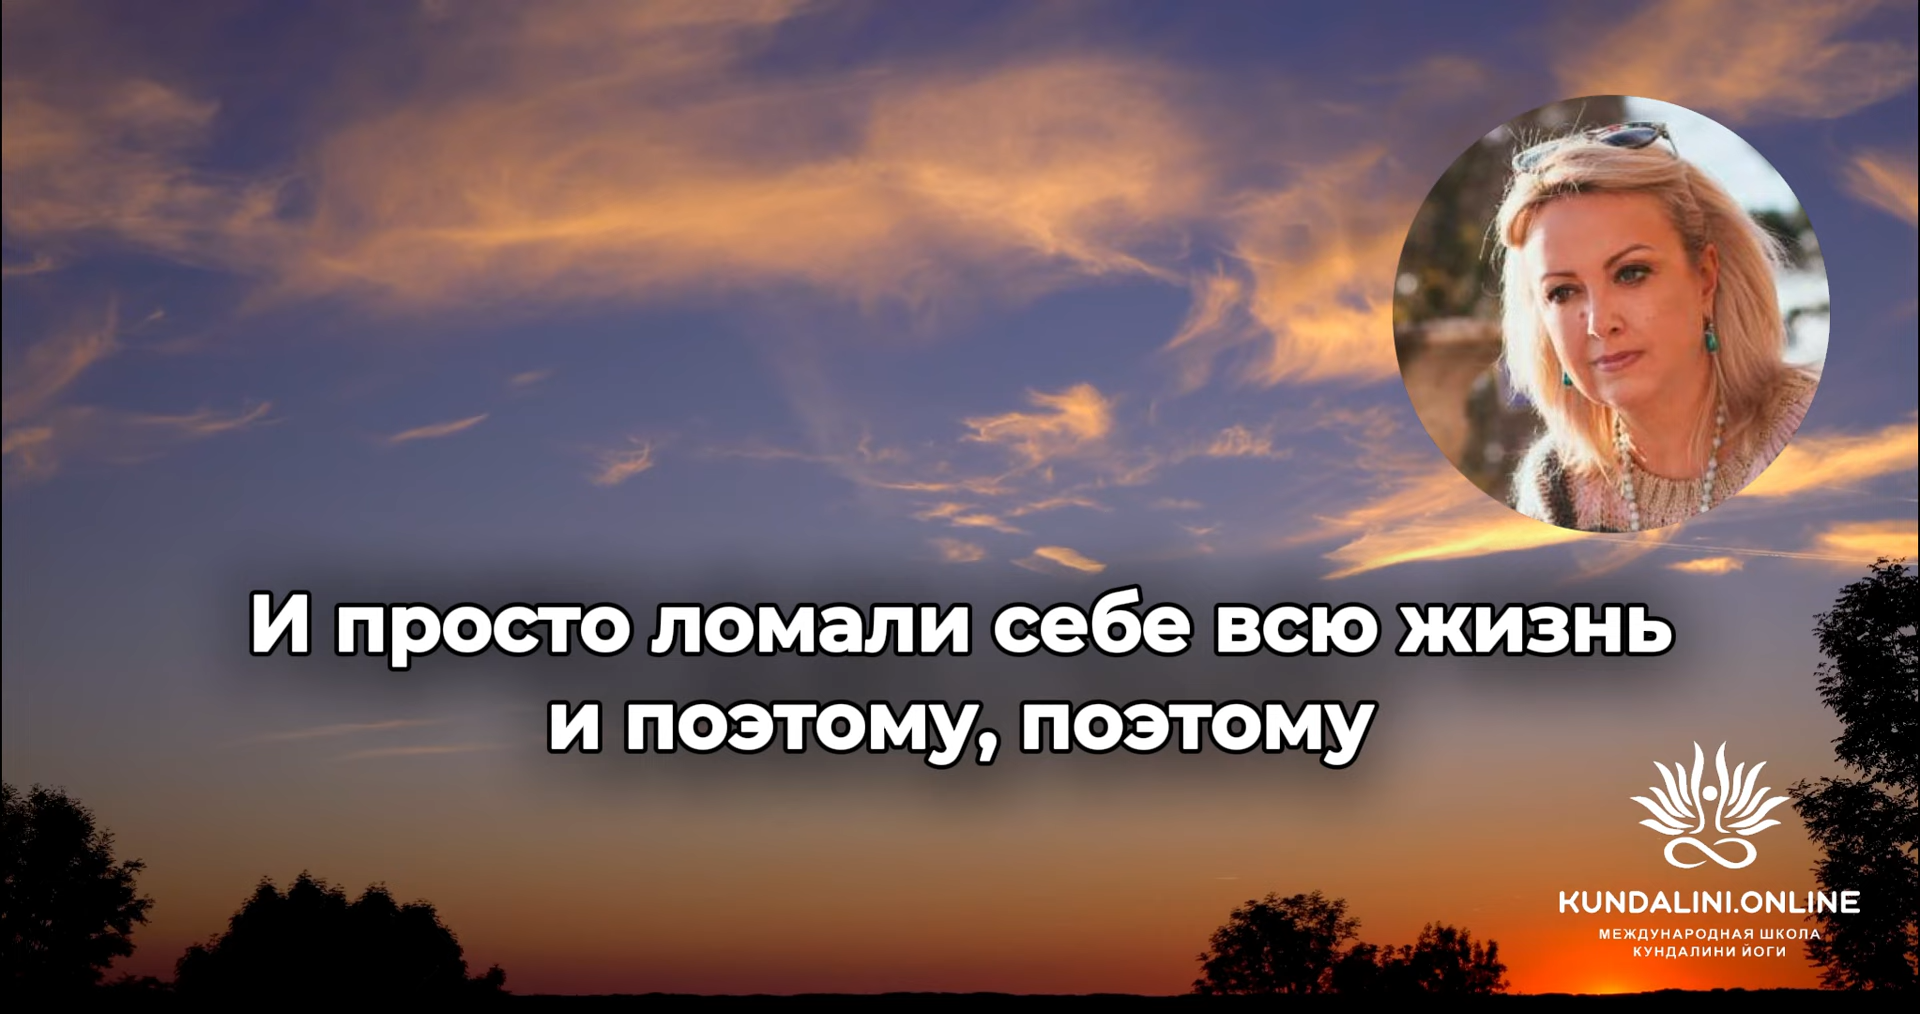 И просто ломали себе всю жизнь
и поэтому, поэтому
KUNDALINI.ONLINE
МЕЖДУНАРОДНАЯ ШКОЛА
КУНДАЛИНИ ЙОГИ